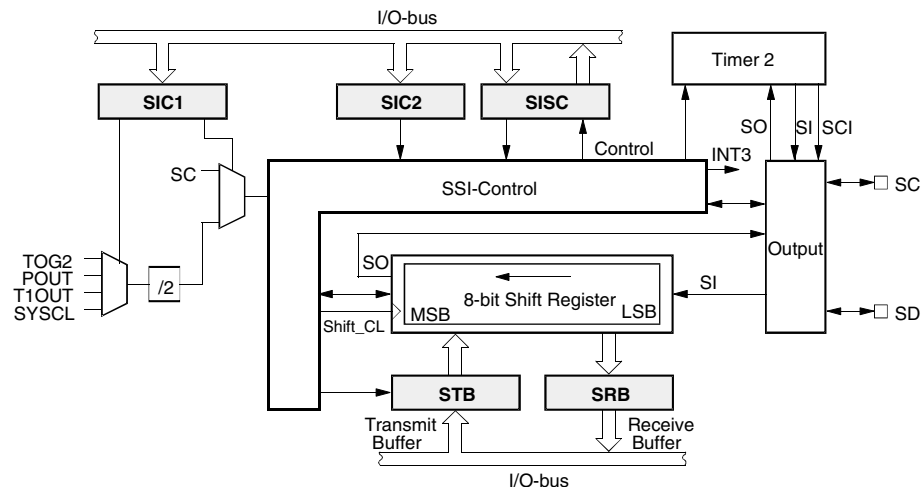 I/O-bus
Timer 2
SIC1
SIC2
SISC
SO
SI
SCI
Control
INT3
SC
SSI-Control
SC
Output
TOG2
POUT
T1OUT
SYSCL
/2
SO
8-bit Shift Register
MSB
LSB
SI
Shift_CL
SD
STB
SRB
Transmit
Buffer
Receive
Buffer
I/O-bus